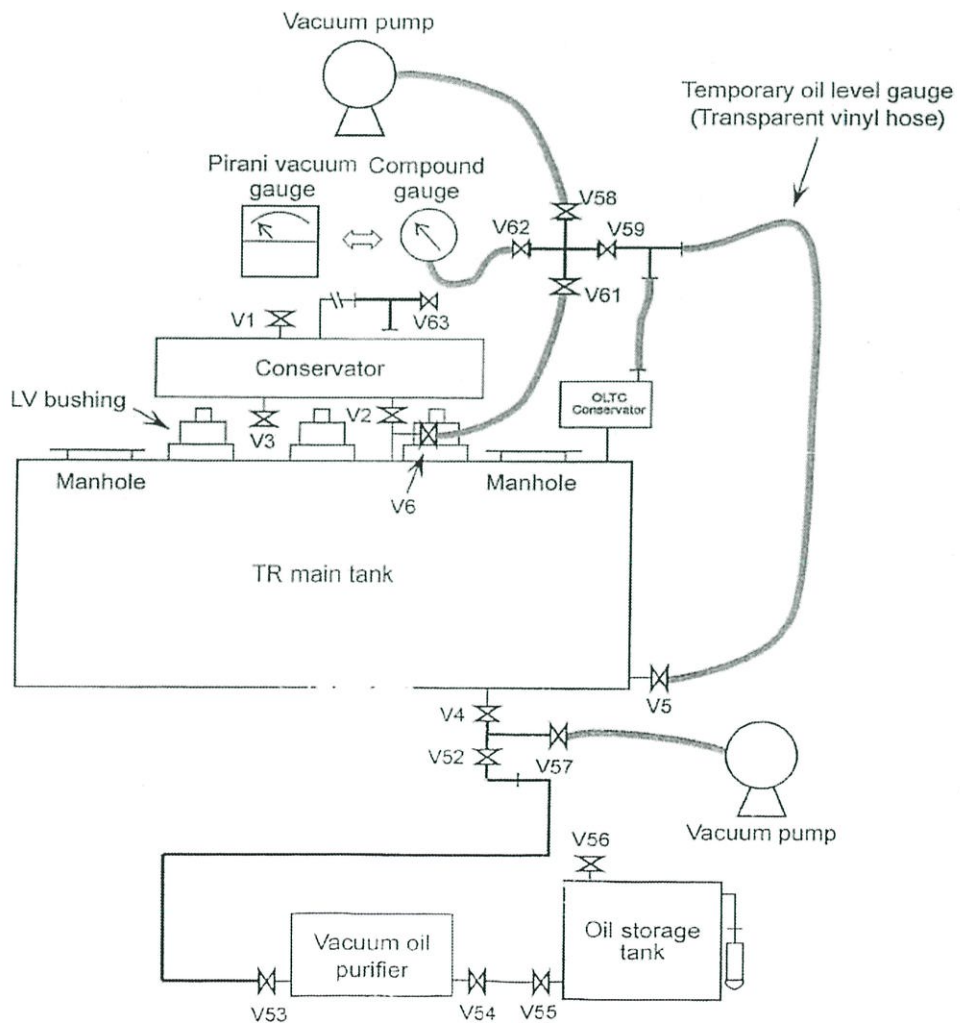 Vacuum pump
Temporary oil level gauge
(Transparent vinyl hose)
Pirani vacuum
gauge
Compound
gauge
V58
V62
V59
V61
V1
V63
Conservator
OLTC
Conservator
LV bushing
V3
V2
Manhole
V6
Manhole
TR main tank
V5
V4
V52
V57
Vacuum pump
V56
Vacuum oil
purifier
Oil storage
tank
V53
V54
V55